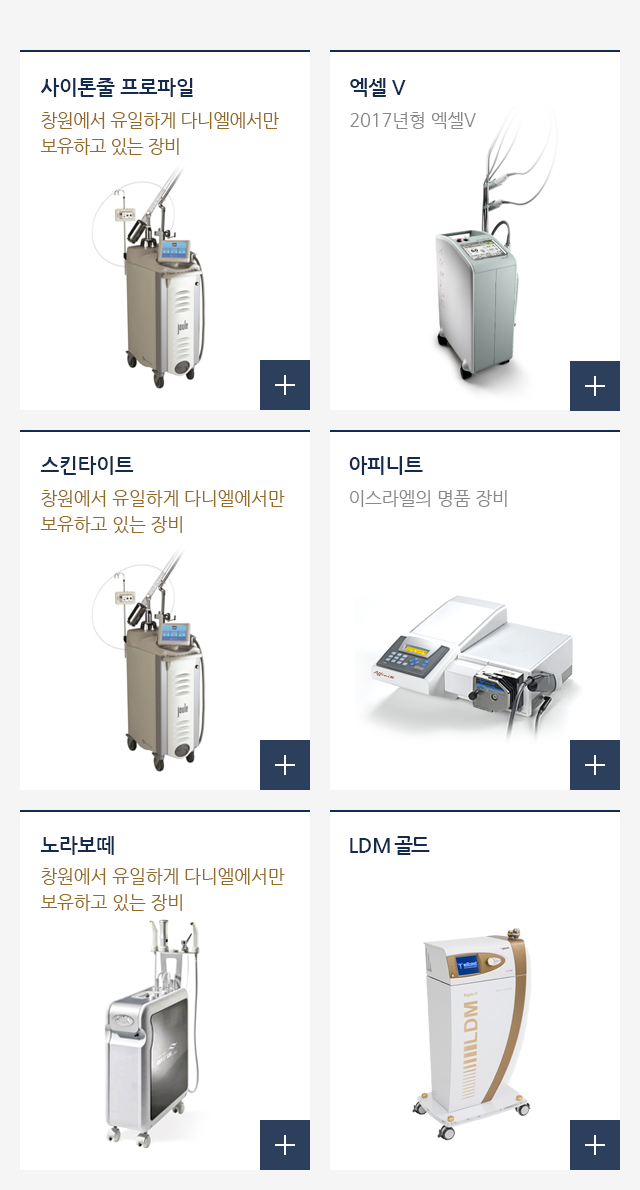 사이톤쥴 프로파일
창원에서 유일하게 다니엘에서만
보유하고 있는 장비
joule
엑셀 V
2017년형 엑셀V
스킨타이트
창원에서 유일하게 다니엘에서만
보유하고 있는 장비
joule
아피니트
이스라엘의 명품 장비
노라보떼
창원에서 유일하게 다니엘에서만
보유하고 있는 장비
LDM 골드
LDM